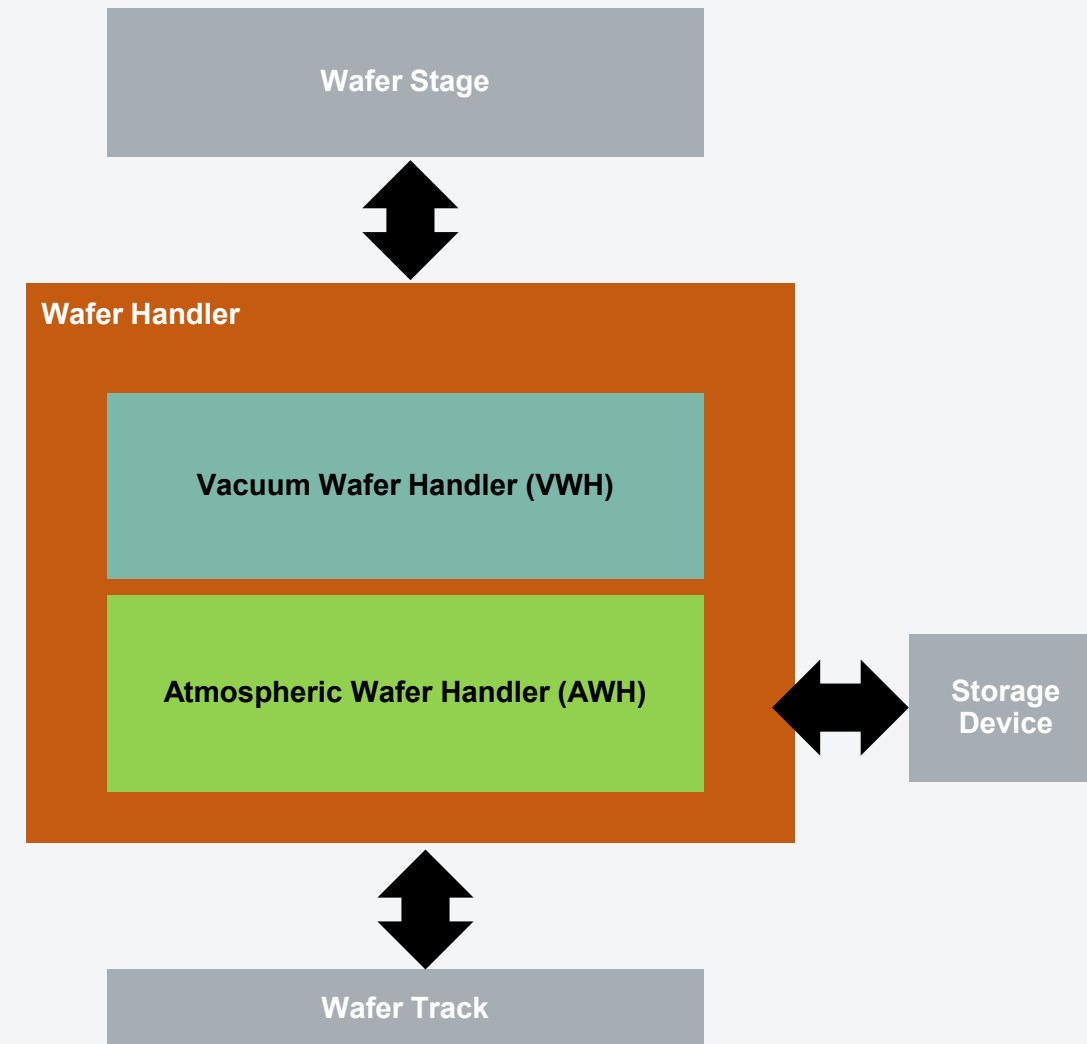 Wafer Stage
Wafer Handler
Vacuum Wafer Handler (VWH)
Atmospheric Wafer Handler (AWH)
Storage
Device
Wafer Track